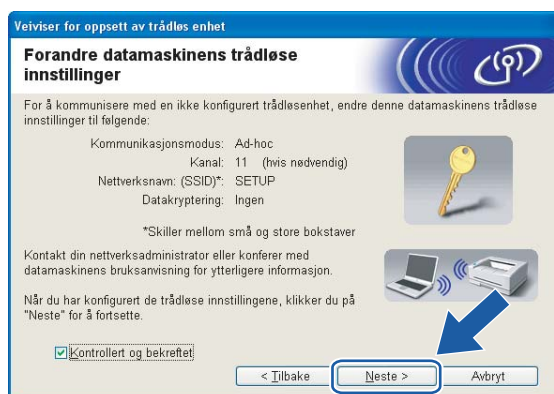 Veiviser for oppsett av trådløs enhet
Forandre datamaskinens trådløse
innstillinger
For å kommunisere med en ikke konfigurert trådløsenhet, endre denne datamaskinens trådløse
innstillinger til følgende:
Kommunikasjonsmodus: Ad-hoc
Kanal: 11 (hvis nødvendig)
Nettverksnavn: (SSID)*: SETUP
Datakryptering: Ingen
*Skiller mellom små og store bokstaver
Kontakt din nettverksadministrator eller konferer med
datamaskinens bruksanvisning for ytterligere informasjon.
Når du har konfigurert de trådløse innstillingene, klikker du på
"Neste" for å fortsette.
Kontrollert og bekreftet
< Tilbake Neste > Avbryt